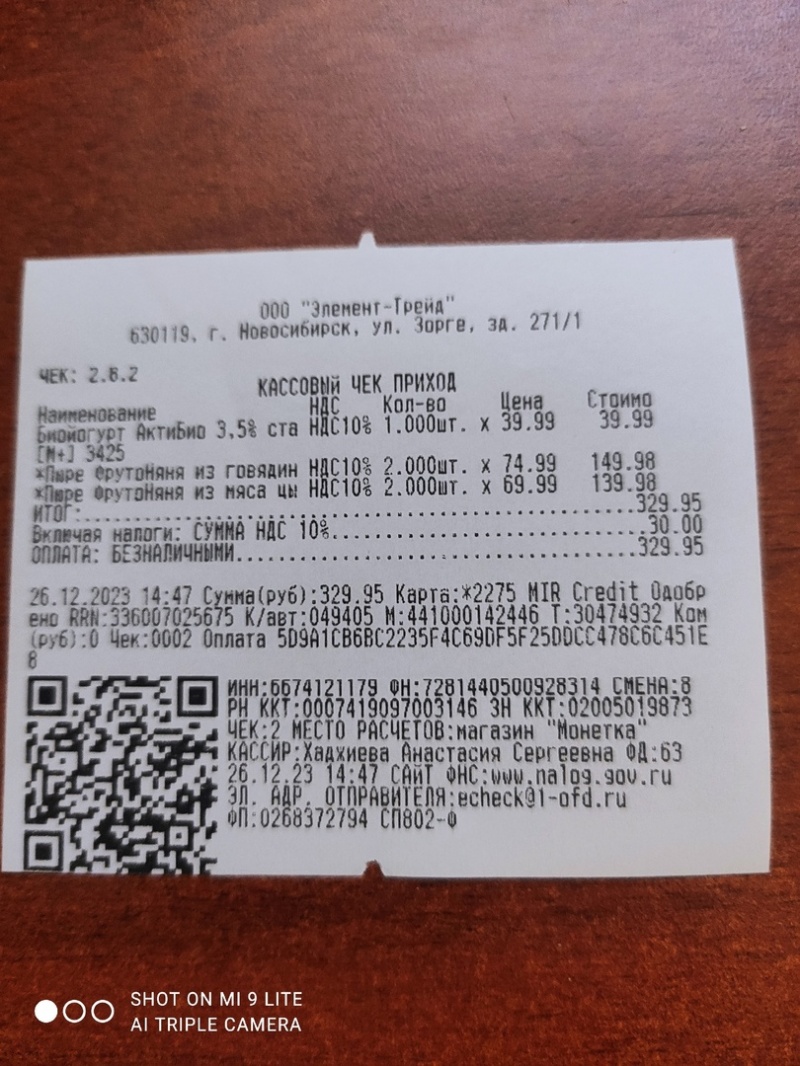 ООО "Элемент-Трейд"
630119, г. Новосибирск, ул. Зорге, зд. 271/1
ЧЕК: 2.8.2
КАССОВЫЙ ЧЕК ПРИХОД
Наименование НДС Кол-во Цена Стоимо
Биойогурт АктиБио 3,5% ста НДС10% 1.000шт. x 39.99 39.99
[М+] 3425
*Пюре ФрутоНяня из говядин НДС10% 2.000шт. x 74.99 149.98
*Пюре ФрутоНяня из мяса цы НДС10% 2.000шт. x 69.99 139.98
ИТОГ:.............................................329.95
Включая налоги: СУММА НДС 10%......................30.00
ОПЛАТА: БЕЗНАЛИЧНЫМИ..............................329.95
26.12.2023 14:47 Сумма(руб):329.95 Карта:*2275 MIR Credit Одобр
ено RRN:336007025675 К/авт:049405 М:441000142446 Т:30474932 Ком
(руб):0 Чек:0002 Оплата 5D9A1CB6BC2235F4C69DF5F25DDCC478C6C451E
8
ИНН:6674121179 ФН:7281440500928314 СМЕНА:8
РН ККТ:0007419097003146 ЗН ККТ:02005019873
ЧЕК:2 МЕСТО РАСЧЕТОВ:магазин "Монетка"
КАССИР:Хаджиева Анастасия Сергеевна ФД:63
26.12.23 14:47 САЙТ ФНС:www.nalog.gov.ru
ЭЛ. АДР. ОТПРАВИТЕЛЯ:echeck@1-ofd.ru
ФП:0268372794 СП802-Ф
SHOT ON MI 9 LITE
AI TRIPLE CAMERA